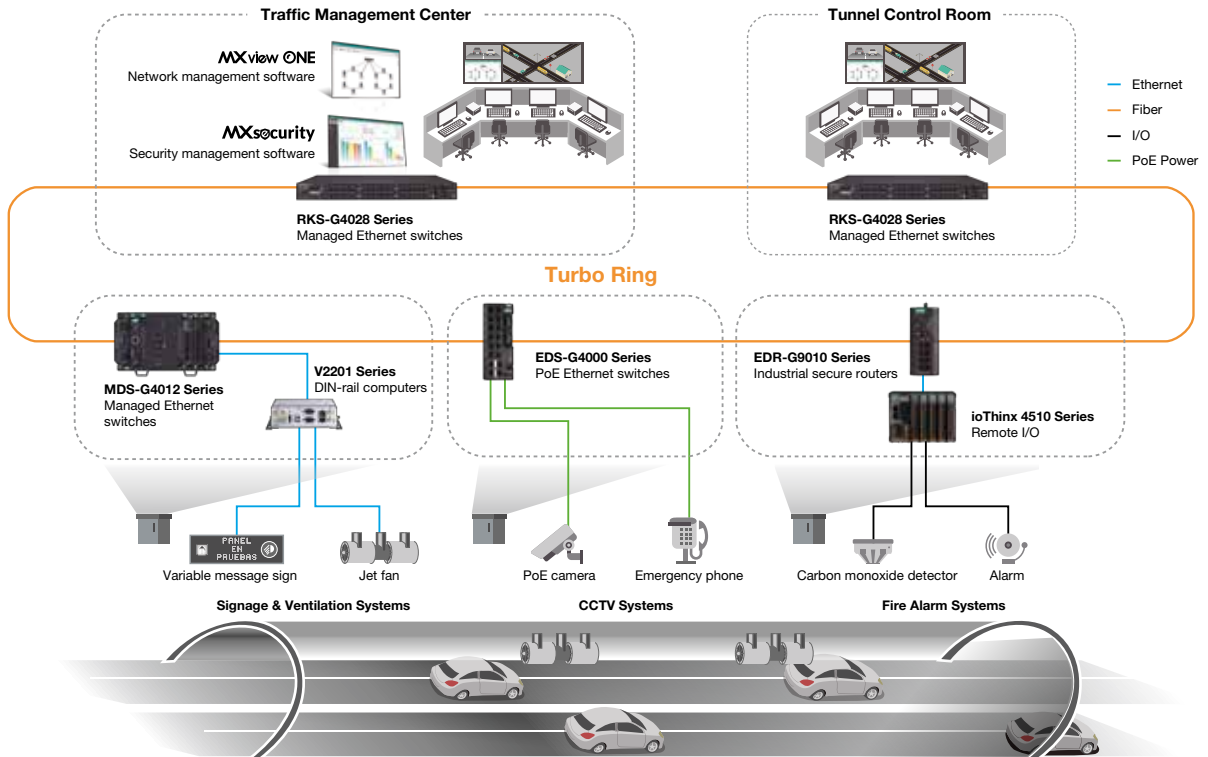 Traffic Management Center
MXview ONE
Network management software
MXsecurity
Security management software
RKS-G4028 Series
Managed Ethernet switches
Tunnel Control Room
RKS-G4028 Series
Managed Ethernet switches
Ethernet
Fiber
I/O
PoE Power
Turbo Ring
MDS-G4012 Series
Managed Ethernet
switches
V2201 Series
DIN-rail computers
EDS-G4000 Series
PoE Ethernet switches
EDR-G9010 Series
Industrial secure routers
ioThinx 4510 Series
Remote I/O
PANEL
EN
PRUEBAS
Variable message sign
Jet fan
PoE camera
Emergency phone
Carbon monoxide detector
Alarm
Signage & Ventilation Systems
CCTV Systems
Fire Alarm Systems